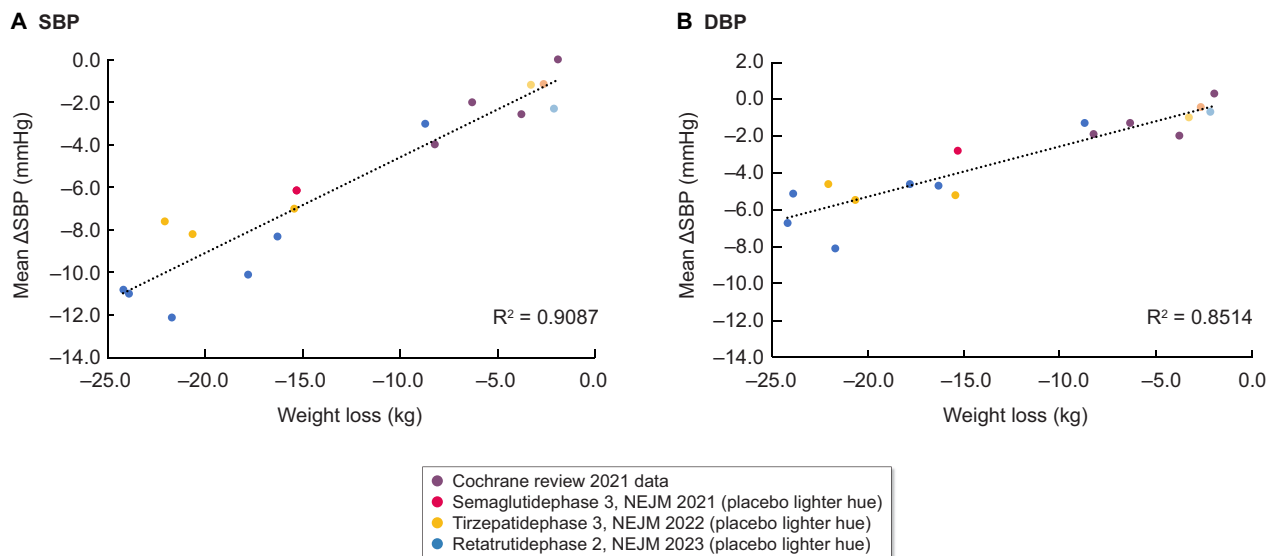 A SBP
0.0
–2.0
–4.0
–6.0
–8.0
–10.0
–12.0
–14.0
Mean ΔSBP (mmHg)
R² = 0.9087
–25.0 –20.0 –15.0 –10.0 –5.0 0.0
Weight loss (kg)
B DBP
2.0
0.0
–2.0
–4.0
–6.0
–8.0
–10.0
–12.0
–14.0
Mean ΔSBP (mmHg)
R² = 0.8514
–25.0 –20.0 –15.0 –10.0 –5.0 0.0
Weight loss (kg)
Cochrane review 2021 data
Semaglutidephase 3, NEJM 2021 (placebo lighter hue)
Tirzepatidephase 3, NEJM 2022 (placebo lighter hue)
Retatrutidephase 2, NEJM 2023 (placebo lighter hue)